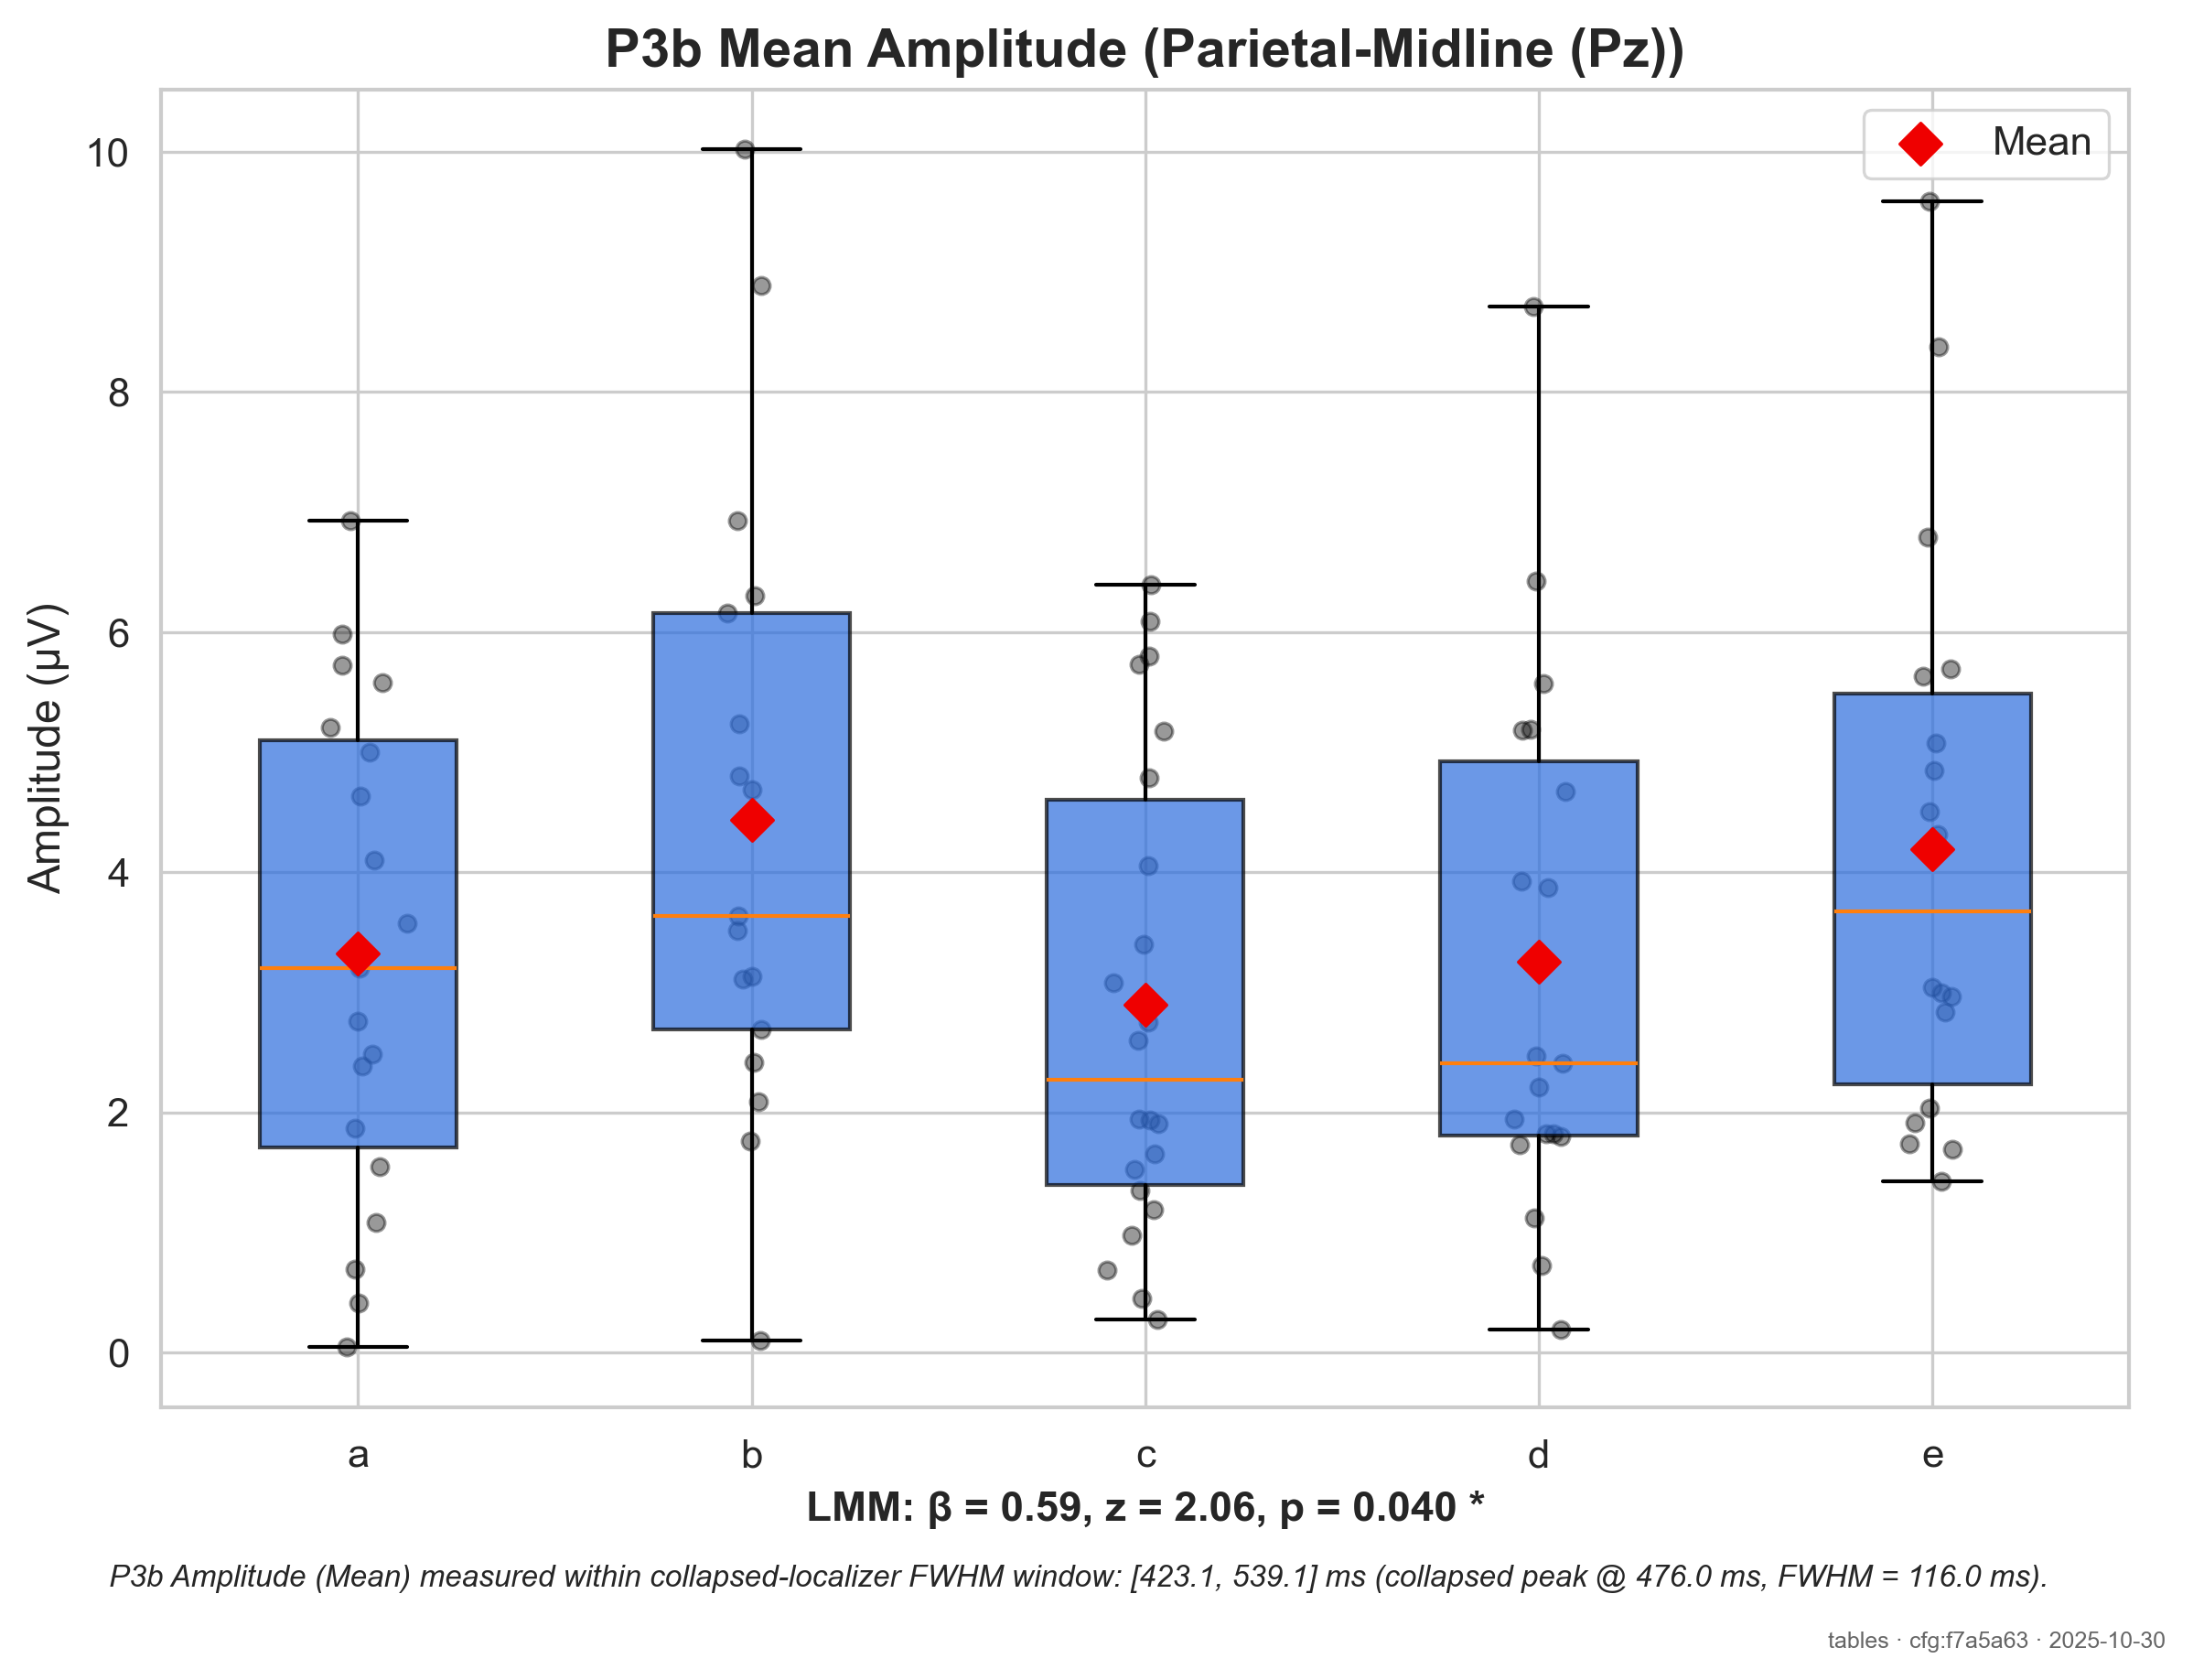 P3b Mean Amplitude (Parietal-Midline (Pz))
Mean
Amplitude (µV)
10
8
6
4
2
0
a b c d e
LMM: β = 0.59, z = 2.06, p = 0.040 *
P3b Amplitude (Mean) measured within collapsed-localizer FWHM window: [423.1, 539.1] ms (collapsed peak @ 476.0 ms, FWHM = 116.0 ms).
tables · cfg:f7a5a63 · 2025-10-30